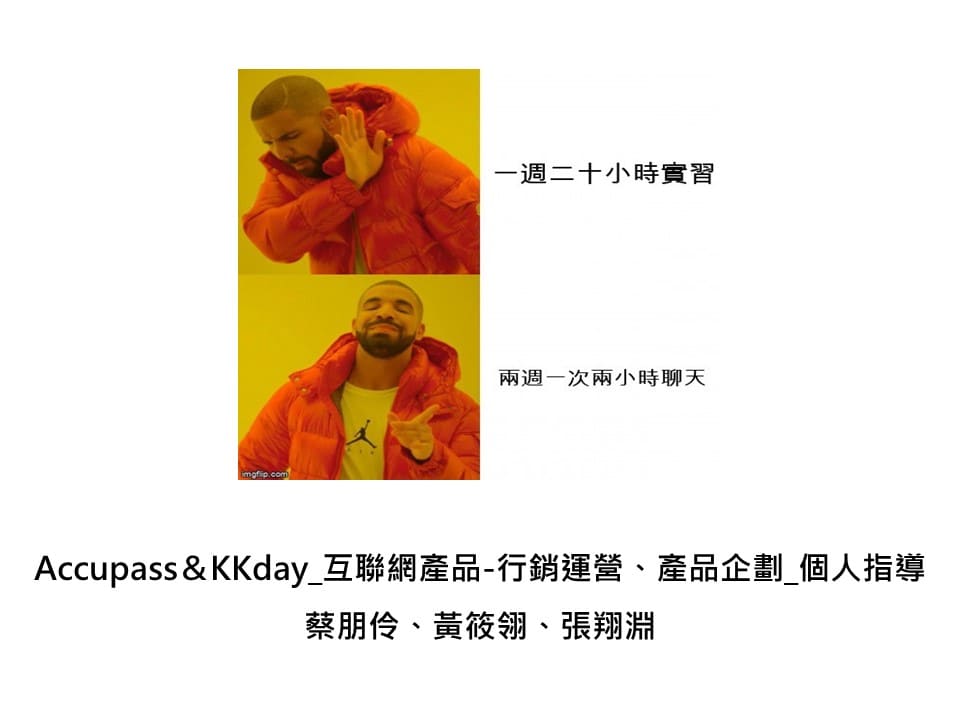 一週二十小時實習
兩週一次兩小時聊天
imgflip.com
Accupass&KKday_互聯網產品-行銷運營、產品企劃_個人指導
蔡朋伶、黃筱翎、張翔淵